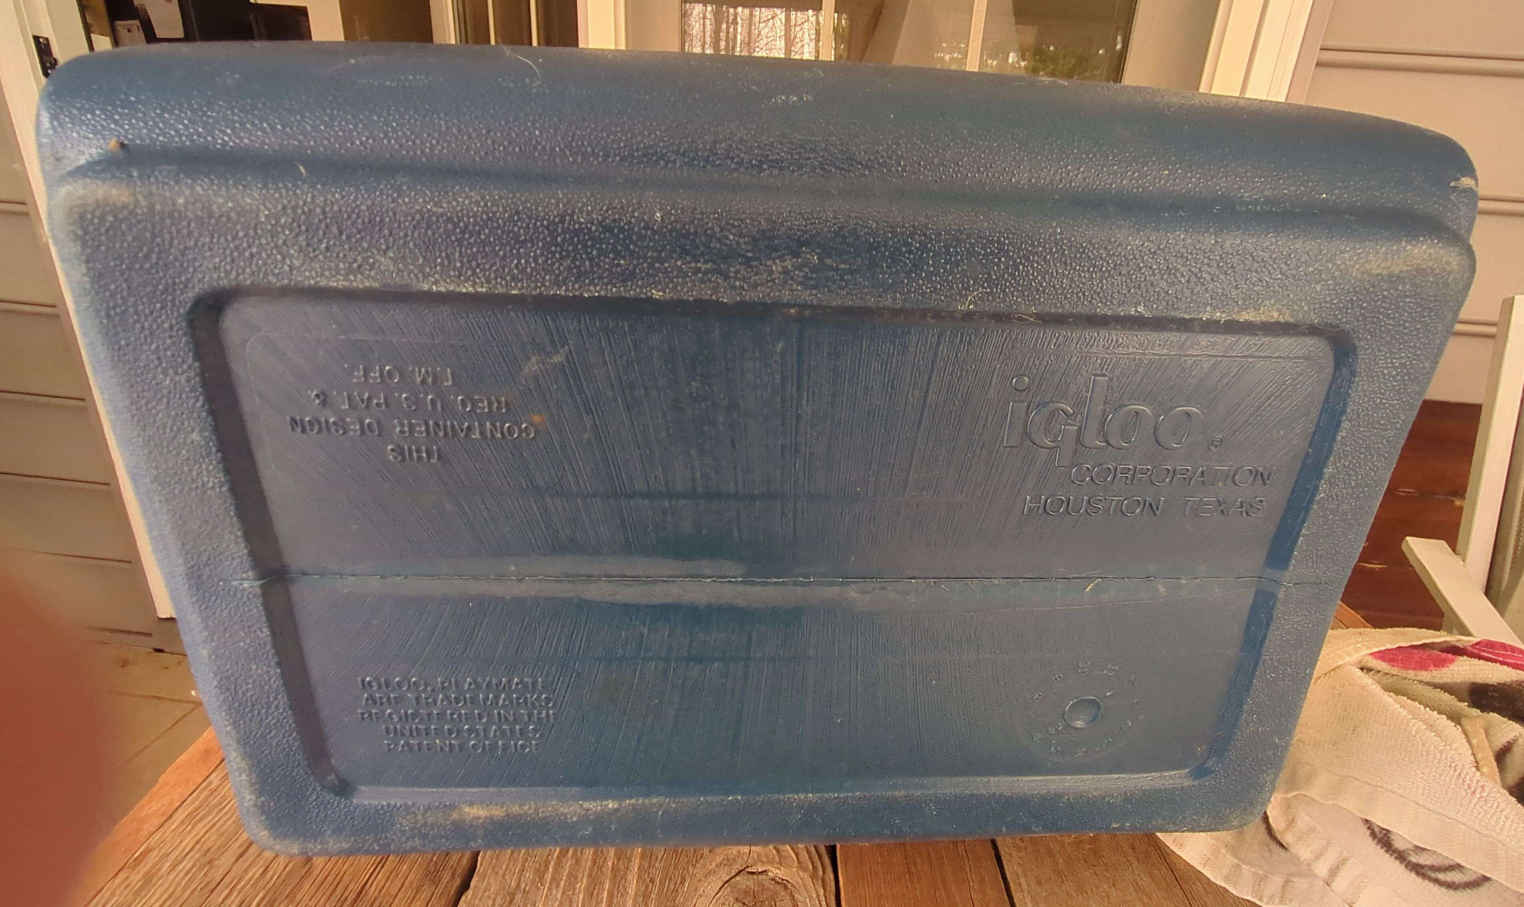 THIS
CONTAINER DESIGN
REG. U.S. PAT. &
T.M. OFF.
igloo®
CORPORATION
HOUSTON TEXAS
IGLOO, PLAYMATE
ARE TRADEMARKS
REGISTERED IN THE
UNITED STATES
PATENT OFFICE